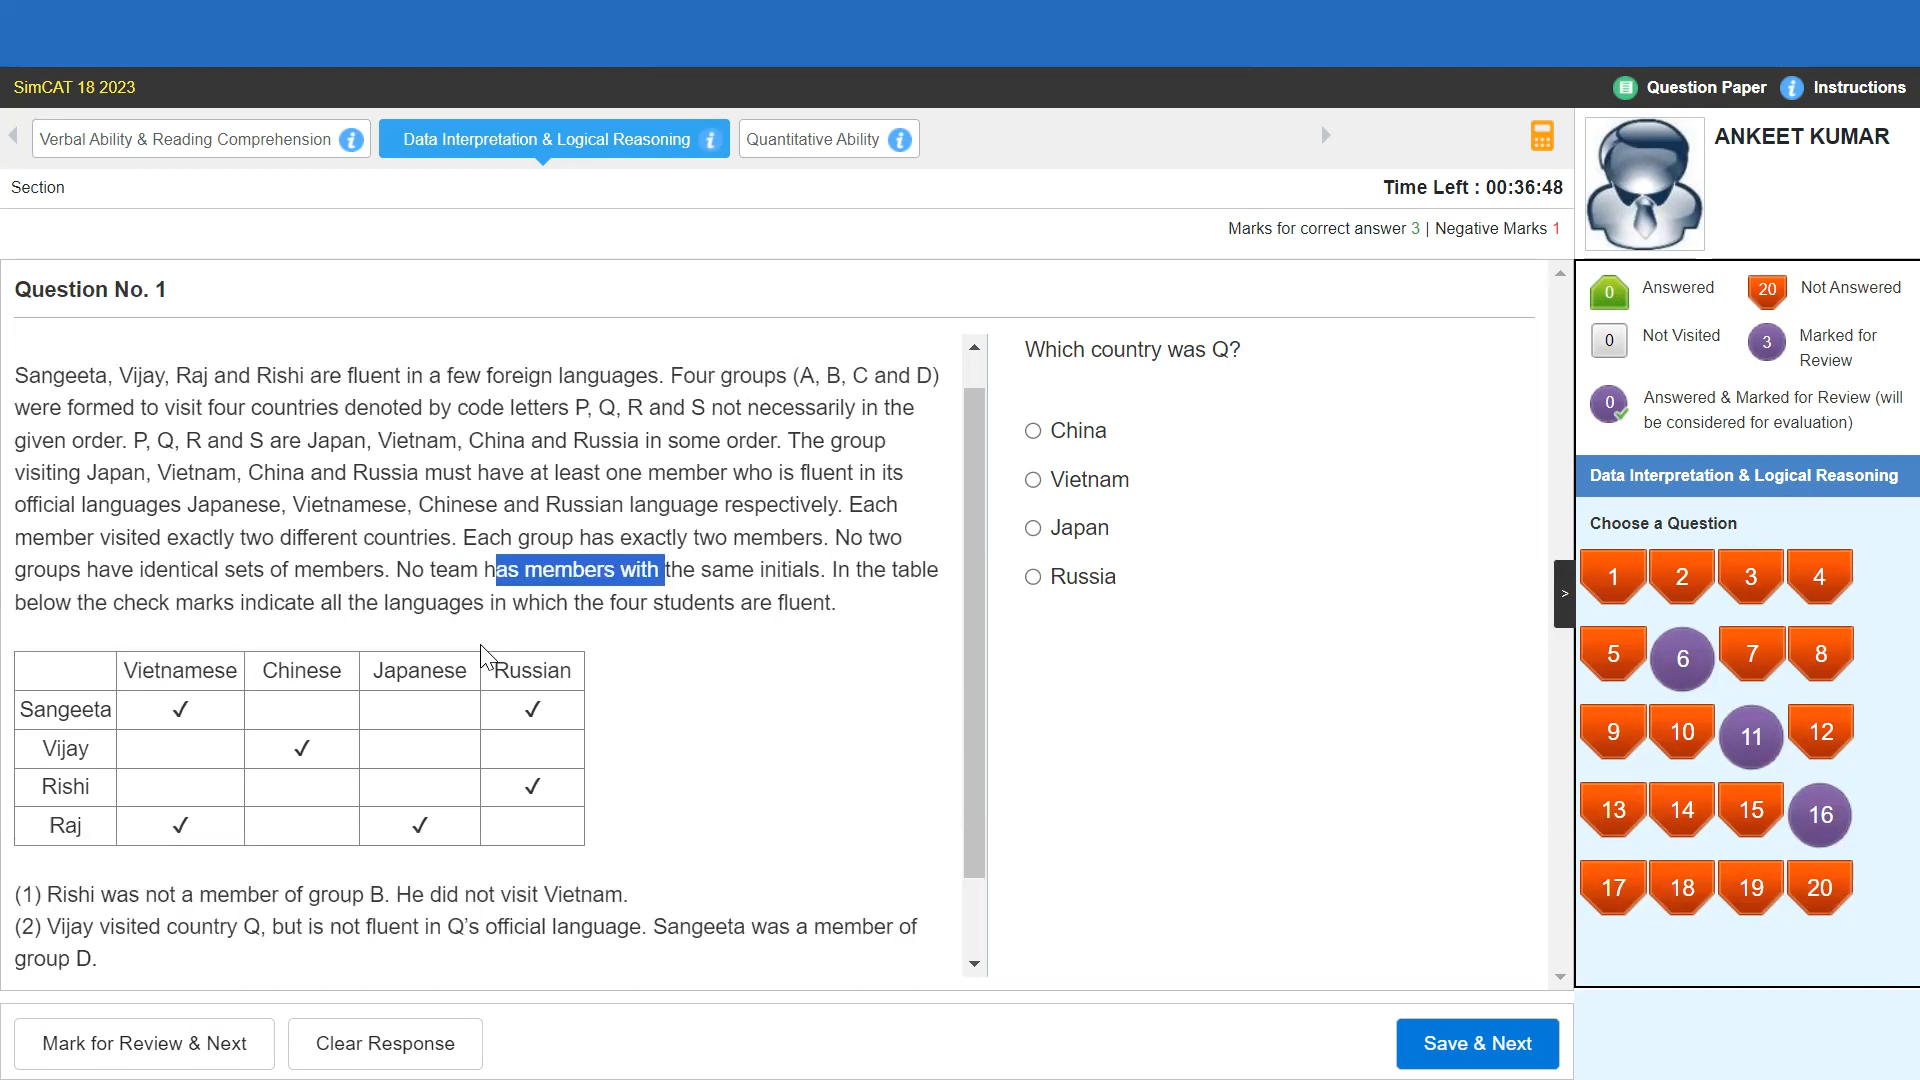 SimCAT 18 2023
Question Paper
Instructions
Verbal Ability & Reading Comprehension
Data Interpretation & Logical Reasoning
Quantitative Ability
ANKEET KUMAR
Section
Time Left : 00:36:48
Marks for correct answer 3 | Negative Marks 1
Question No. 1
Sangeeta, Vijay, Raj and Rishi are fluent in a few foreign languages. Four groups (A, B, C and D)
were formed to visit four countries denoted by code letters P, Q, R and S not necessarily in the
given order. P, Q, R and S are Japan, Vietnam, China and Russia in some order. The group
visiting Japan, Vietnam, China and Russia must have at least one member who is fluent in its
official languages Japanese, Vietnamese, Chinese and Russian language respectively. Each
member visited exactly two different countries. Each group has exactly two members. No two
groups have identical sets of members. No team has members with the same initials. In the table
below the check marks indicate all the languages in which the four students are fluent.
Vietnamese Chinese Japanese Russian
Sangeeta ✓ ✓
Vijay ✓
Rishi ✓
Raj ✓ ✓
(1) Rishi was not a member of group B. He did not visit Vietnam.
(2) Vijay visited country Q, but is not fluent in Q's official language. Sangeeta was a member of
group D.
Which country was Q?
China
Vietnam
Japan
Russia
>
0 Answered
20 Not Answered
0 Not Visited
3 Marked for
Review
0 Answered & Marked for Review (will
be considered for evaluation)
Data Interpretation & Logical Reasoning
Choose a Question
1 2 3 4
5 6 7 8
9 10 11 12
13 14 15 16
17 18 19 20
Mark for Review & Next
Clear Response
Save & Next